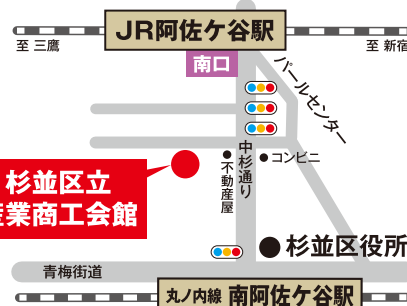 JR阿佐ケ谷駅
至 三鷹
至 新宿
南口
パールセンター
中杉通り
コンビニ
不動産屋
杉並区立
産業商工会館
杉並区役所
青梅街道
丸ノ内線 南阿佐ケ谷駅